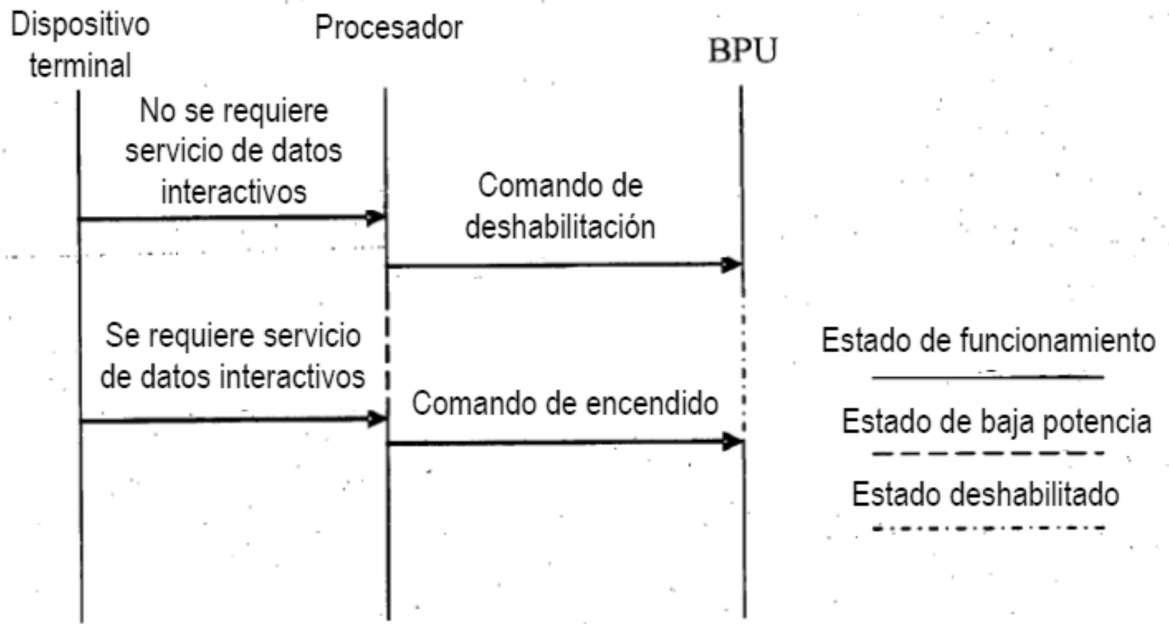 Dispositivo
terminal
Procesador
BPU
No se requiere
servicio de datos
interactivos
Comando de
deshabilitación
Se requiere servicio
de datos interactivos
Comando de encendido
Estado de funcionamiento
Estado de baja potencia
Estado deshabilitado